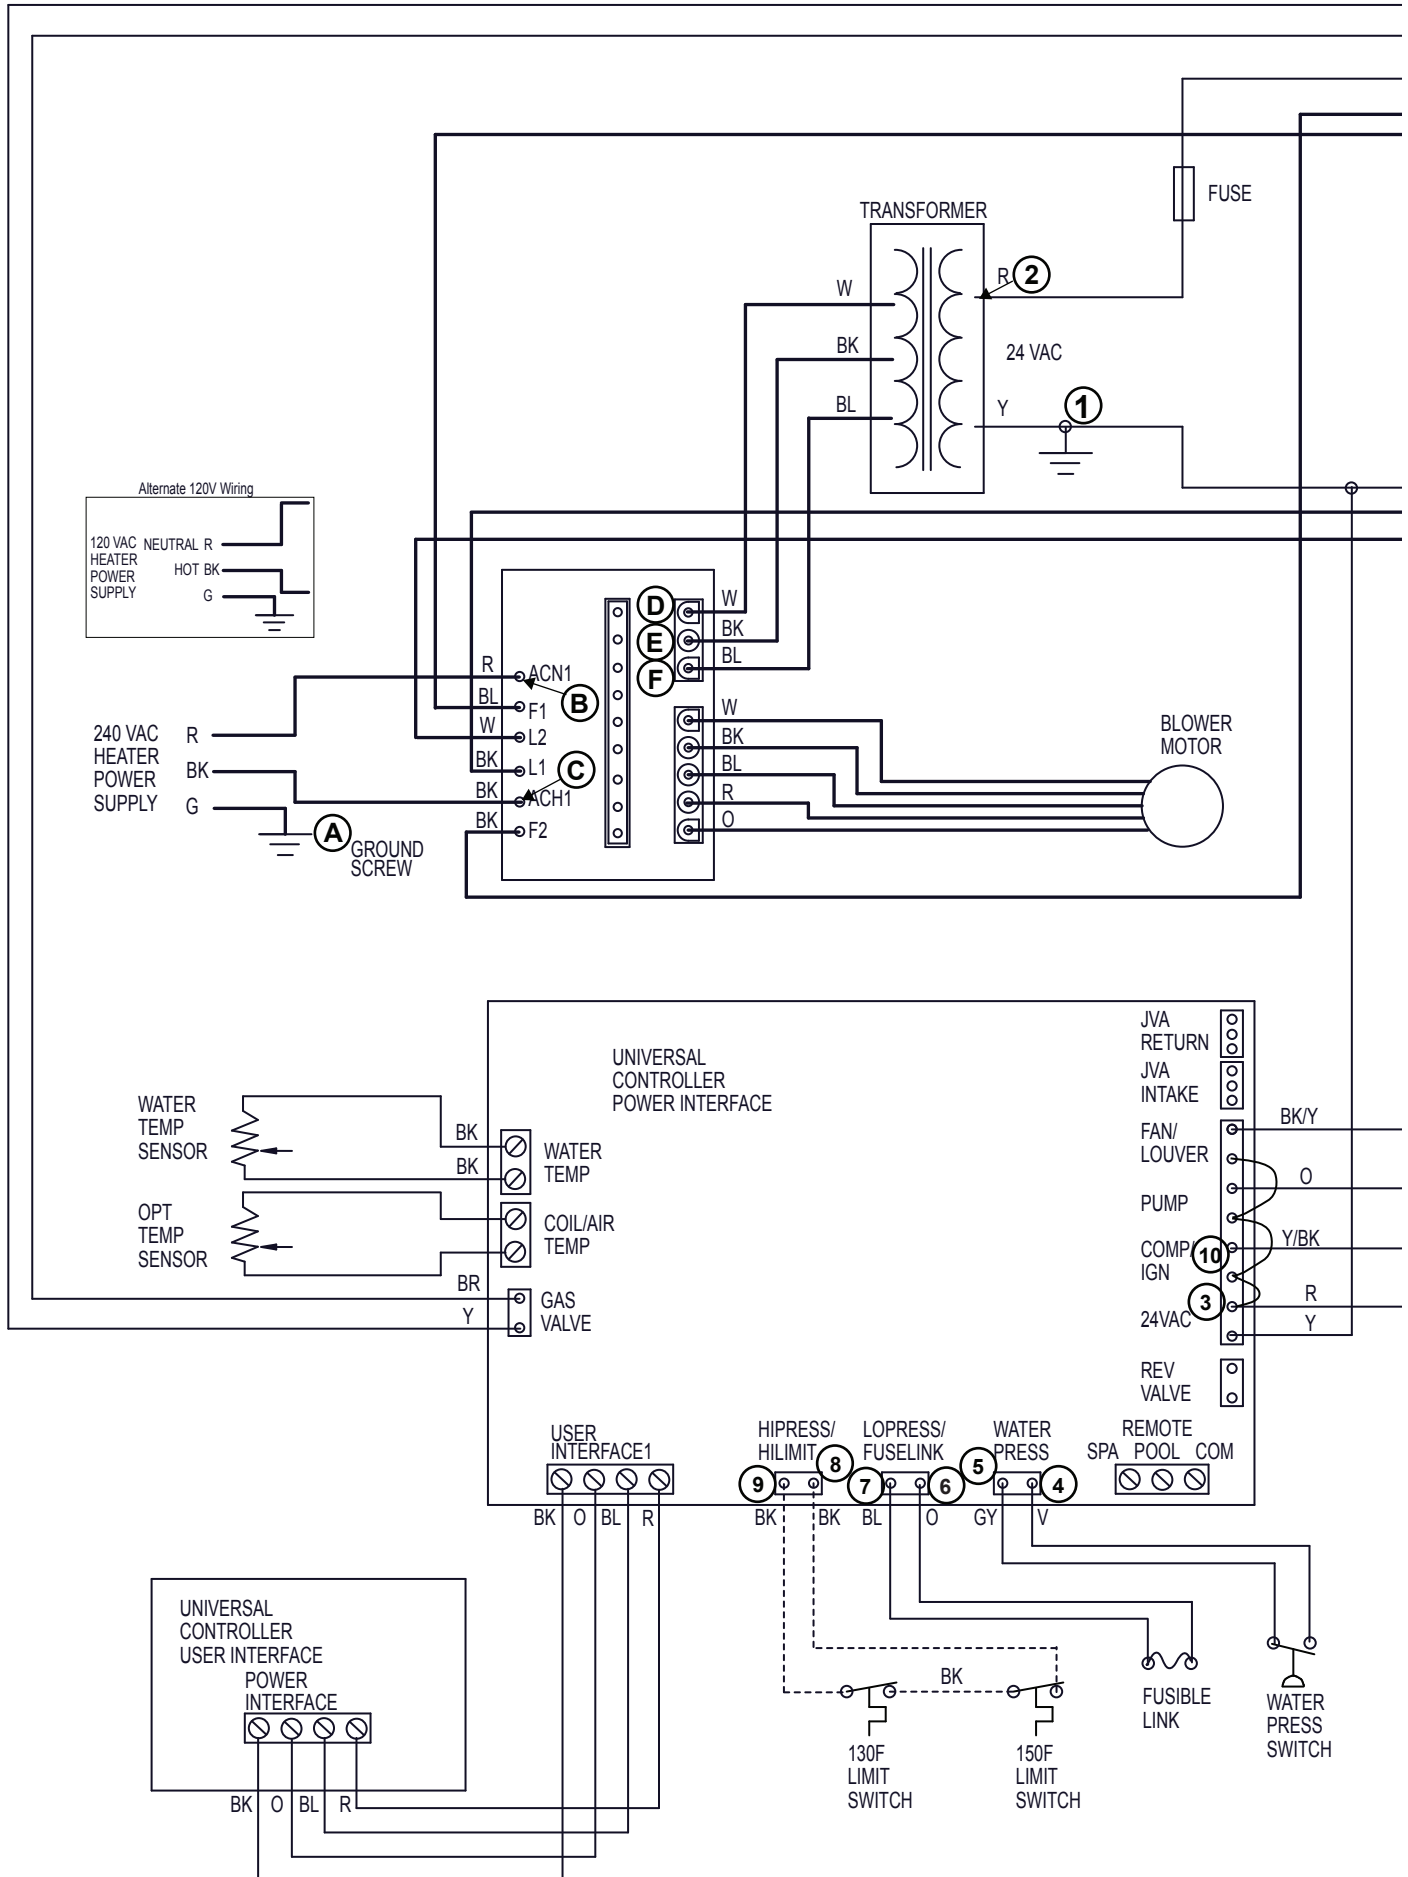 FUSE
TRANSFORMER
R
2
W
BK
24 VAC
BL
Y
1
Alternate 120V Wiring
120 VAC
HEATER
POWER
SUPPLY
NEUTRAL R
HOT BK
G
D
E
F
W
BK
BL
R
ACN1
B
BL
F1
W
L2
BK
L1
C
BK
ACH1
BK
F2
240 VAC
HEATER
POWER
SUPPLY
R
BK
G
A
GROUND
SCREW
W
BK
BL
R
O
BLOWER
MOTOR
UNIVERSAL
CONTROLLER
POWER INTERFACE
JVA
RETURN
JVA
INTAKE
FAN/
LOUVER
BK/Y
PUMP
O
COMP/
IGN
10
Y/BK
3
R
24VAC
Y
REV
VALVE
WATER
TEMP
SENSOR
BK
BK
WATER
TEMP
OPT
TEMP
SENSOR
COIL/AIR
TEMP
BR
Y
GAS
VALVE
USER
INTERFACE1
HIPRESS/
HILIMIT
8
9
LOPRESS/
FUSELINK
7
6
WATER
PRESS
5
4
REMOTE
SPA POOL COM
BK O BL R
BK
BK
BL
O
GY
V
UNIVERSAL
CONTROLLER
USER INTERFACE
POWER
INTERFACE
BK O BL R
BK
130F
LIMIT
SWITCH
150F
LIMIT
SWITCH
FUSIBLE
LINK
WATER
PRESS
SWITCH